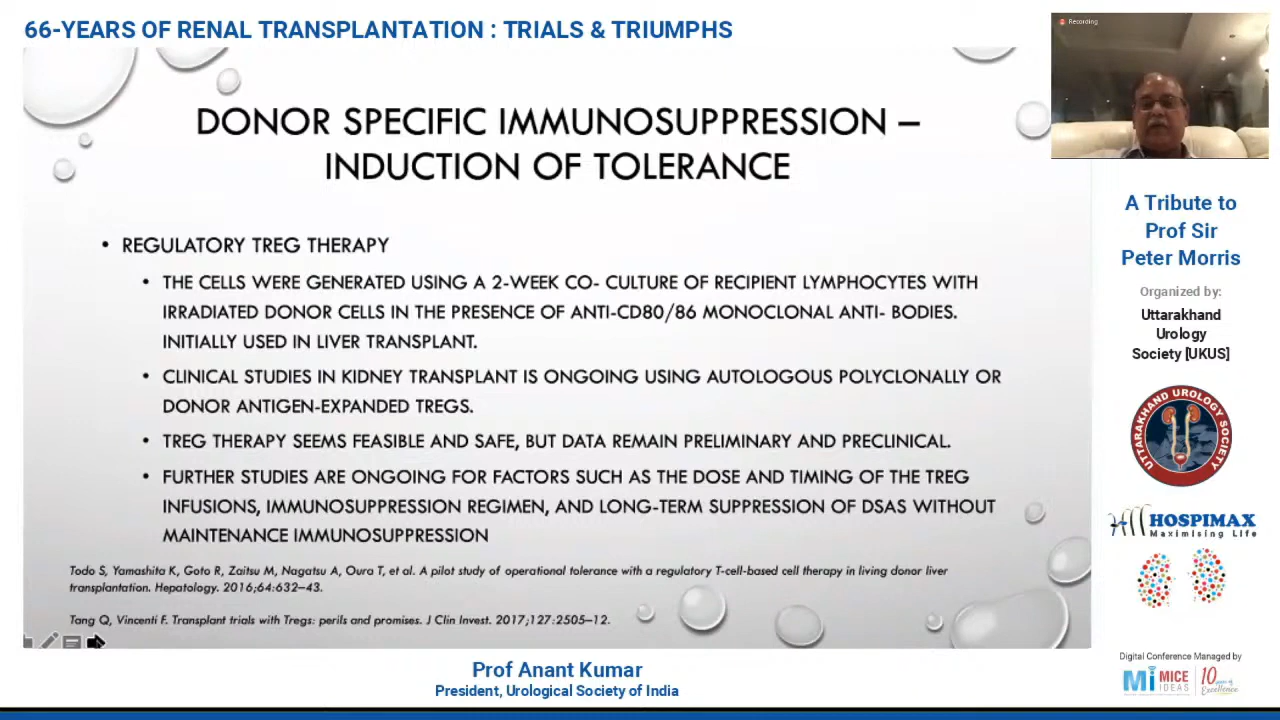 66-YEARS OF RENAL TRANSPLANTATION : TRIALS & TRIUMPHS
Recording
DONOR SPECIFIC IMMUNOSUPPRESSION –
INDUCTION OF TOLERANCE
• REGULATORY TREG THERAPY
• THE CELLS WERE GENERATED USING A 2-WEEK CO- CULTURE OF RECIPIENT LYMPHOCYTES WITH
IRRADIATED DONOR CELLS IN THE PRESENCE OF ANTI-CD80/86 MONOCLONAL ANTI- BODIES.
INITIALLY USED IN LIVER TRANSPLANT.
• CLINICAL STUDIES IN KIDNEY TRANSPLANT IS ONGOING USING AUTOLOGOUS POLYCLONALLY OR
DONOR ANTIGEN-EXPANDED TREGS.
• TREG THERAPY SEEMS FEASIBLE AND SAFE, BUT DATA REMAIN PRELIMINARY AND PRECLINICAL.
• FURTHER STUDIES ARE ONGOING FOR FACTORS SUCH AS THE DOSE AND TIMING OF THE TREG
INFUSIONS, IMMUNOSUPPRESSION REGIMEN, AND LONG-TERM SUPPRESSION OF DSAS WITHOUT
MAINTENANCE IMMUNOSUPPRESSION
Todo S, Yamashita K, Goto R, Zaitsu M, Nagatsu A, Oura T, et al. A pilot study of operational tolerance with a regulatory T-cell-based cell therapy in living donor liver
transplantation. Hepatology. 2016;64:632–43.
Tang Q, Vincenti F. Transplant trials with Tregs: perils and promises. J Clin Invest. 2017;127:2505–12.
Prof Anant Kumar
President, Urological Society of India
A Tribute to
Prof Sir
Peter Morris
Organized by:
Uttarakhand
Urology
Society [UKUS]
UTTARAKHAND UROLOGY SOCIETY
HOSPIMAX
Maximising Life
Digital Conference Managed by
Mi MICE IDEAS
10 years of Excellence